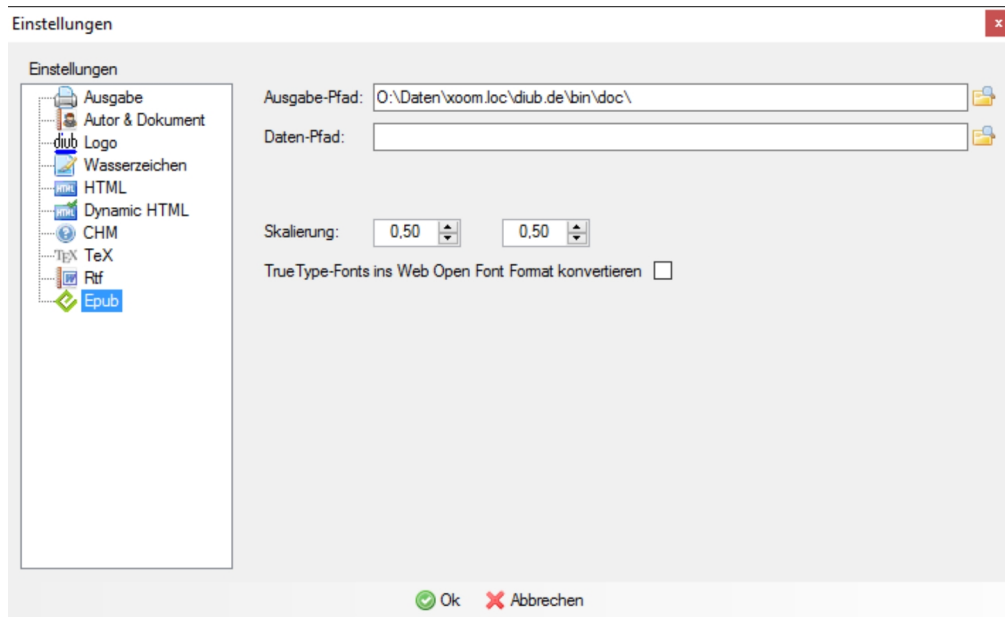 Einstellungen
x
Einstellungen
Ausgabe
Autor & Dokument
diub Logo
Wasserzeichen
HTML HTML
HTML Dynamic HTML
CHM
TEX TeX
W Rtf
Epub
Ausgabe-Pfad: O:\Daten\xoom.loc\diub.de\bin\doc\
Daten-Pfad:
Skalierung: 0,50 0,50
TrueType-Fonts ins Web Open Font Format konvertieren
Ok Abbrechen